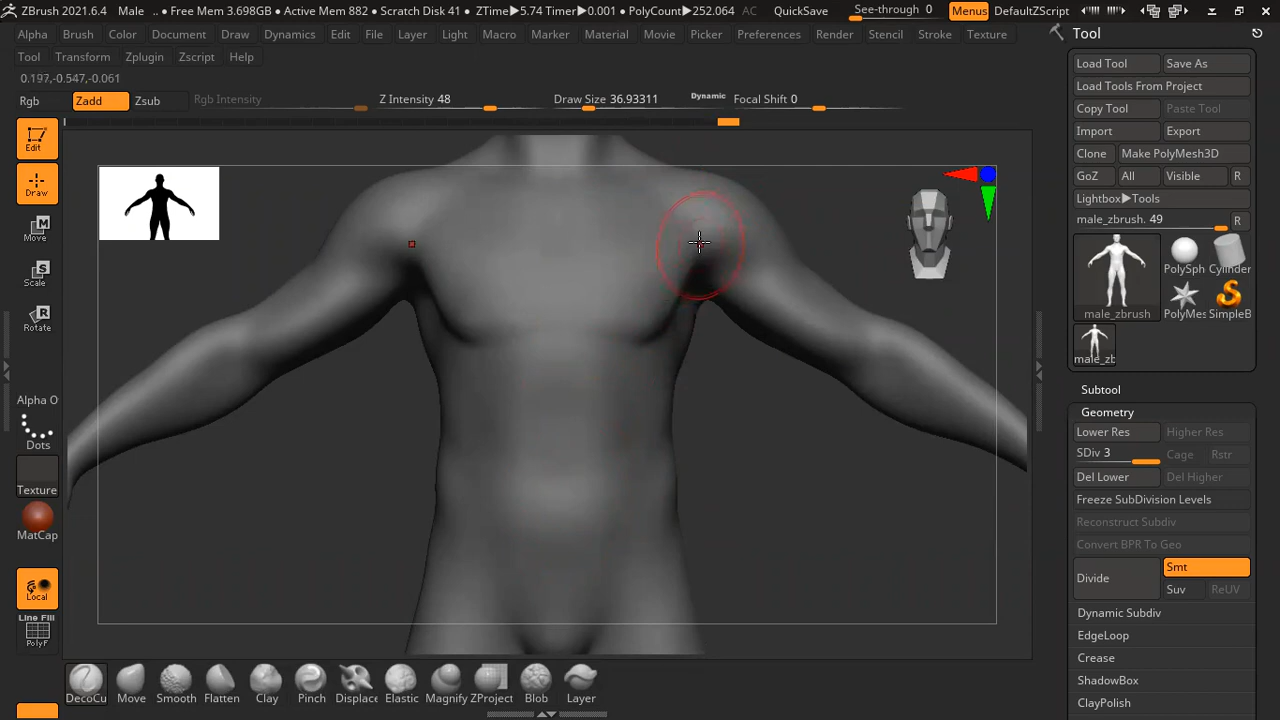 ZBrush 2021.6.4 Male • Free Mem 3.698GB • Active Mem 882 • Scratch Disk 41 • ZTime▶5.74 Timer▶0.001 • PolyCount▶252.064 AC QuickSave See-through 0 Menus DefaultZScript
Alpha Brush Color Document Draw Dynamics Edit File Layer Light Macro Marker Material Movie Picker Preferences Render Stencil Stroke Texture
Tool Transform Zplugin Zscript Help
0.197,-0.547,-0.061
Rgb Zadd Zsub Rgb Intensity Z Intensity 48 Draw Size 36.93311 Dynamic Focal Shift 0
Edit
Draw
Move
Scale
Rotate
Alpha O
Dots
Texture
MatCap
Local
Line Fill
PolyF
DecoCu Move Smooth Flatten Clay Pinch Displace Elastic Magnify ZProject Blob Layer
Tool
Load Tool Save As
Load Tools From Project
Copy Tool Paste Tool
Import Export
Clone Make PolyMesh3D
GoZ All Visible R
Lightbox▶Tools
male_zbrush. 49 R
PolySph Cylinder
male_zbrush PolyMes SimpleB
male_zb
Subtool
Geometry
Lower Res Higher Res
SDiv 3 Cage Rstr
Del Lower Del Higher
Freeze SubDivision Levels
Reconstruct Subdiv
Convert BPR To Geo
Divide Smt
Suv ReUV
Dynamic Subdiv
EdgeLoop
Crease
ShadowBox
ClayPolish